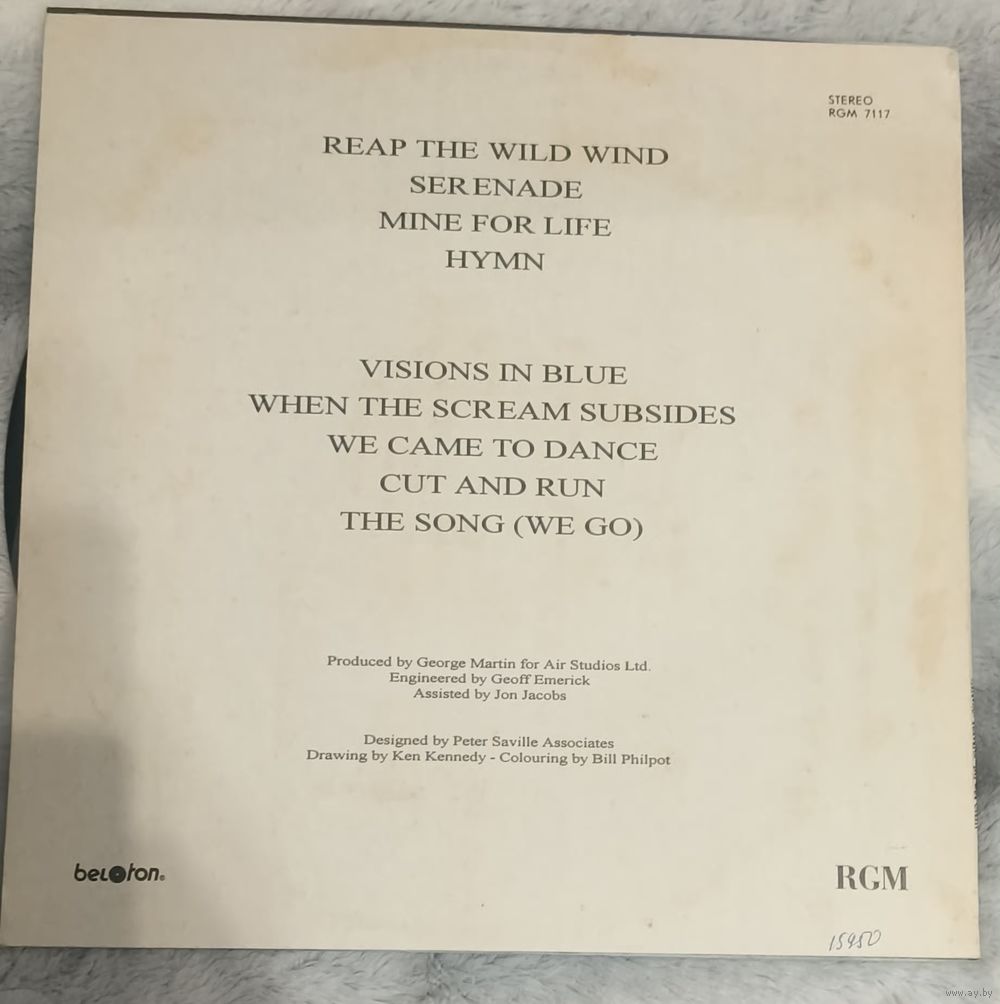 STEREO
RGM 7117
REAP THE WILD WIND
SERENADE
MINE FOR LIFE
HYMN
VISIONS IN BLUE
WHEN THE SCREAM SUBSIDES
WE CAME TO DANCE
CUT AND RUN
THE SONG (WE GO)
Produced by George Martin for Air Studios Ltd.
Engineered by Geoff Emerick
Assisted by Jon Jacobs
Designed by Peter Saville Associates
Drawing by Ken Kennedy - Colouring by Bill Philpot
beloton®
RGM
15950
www.ay.by